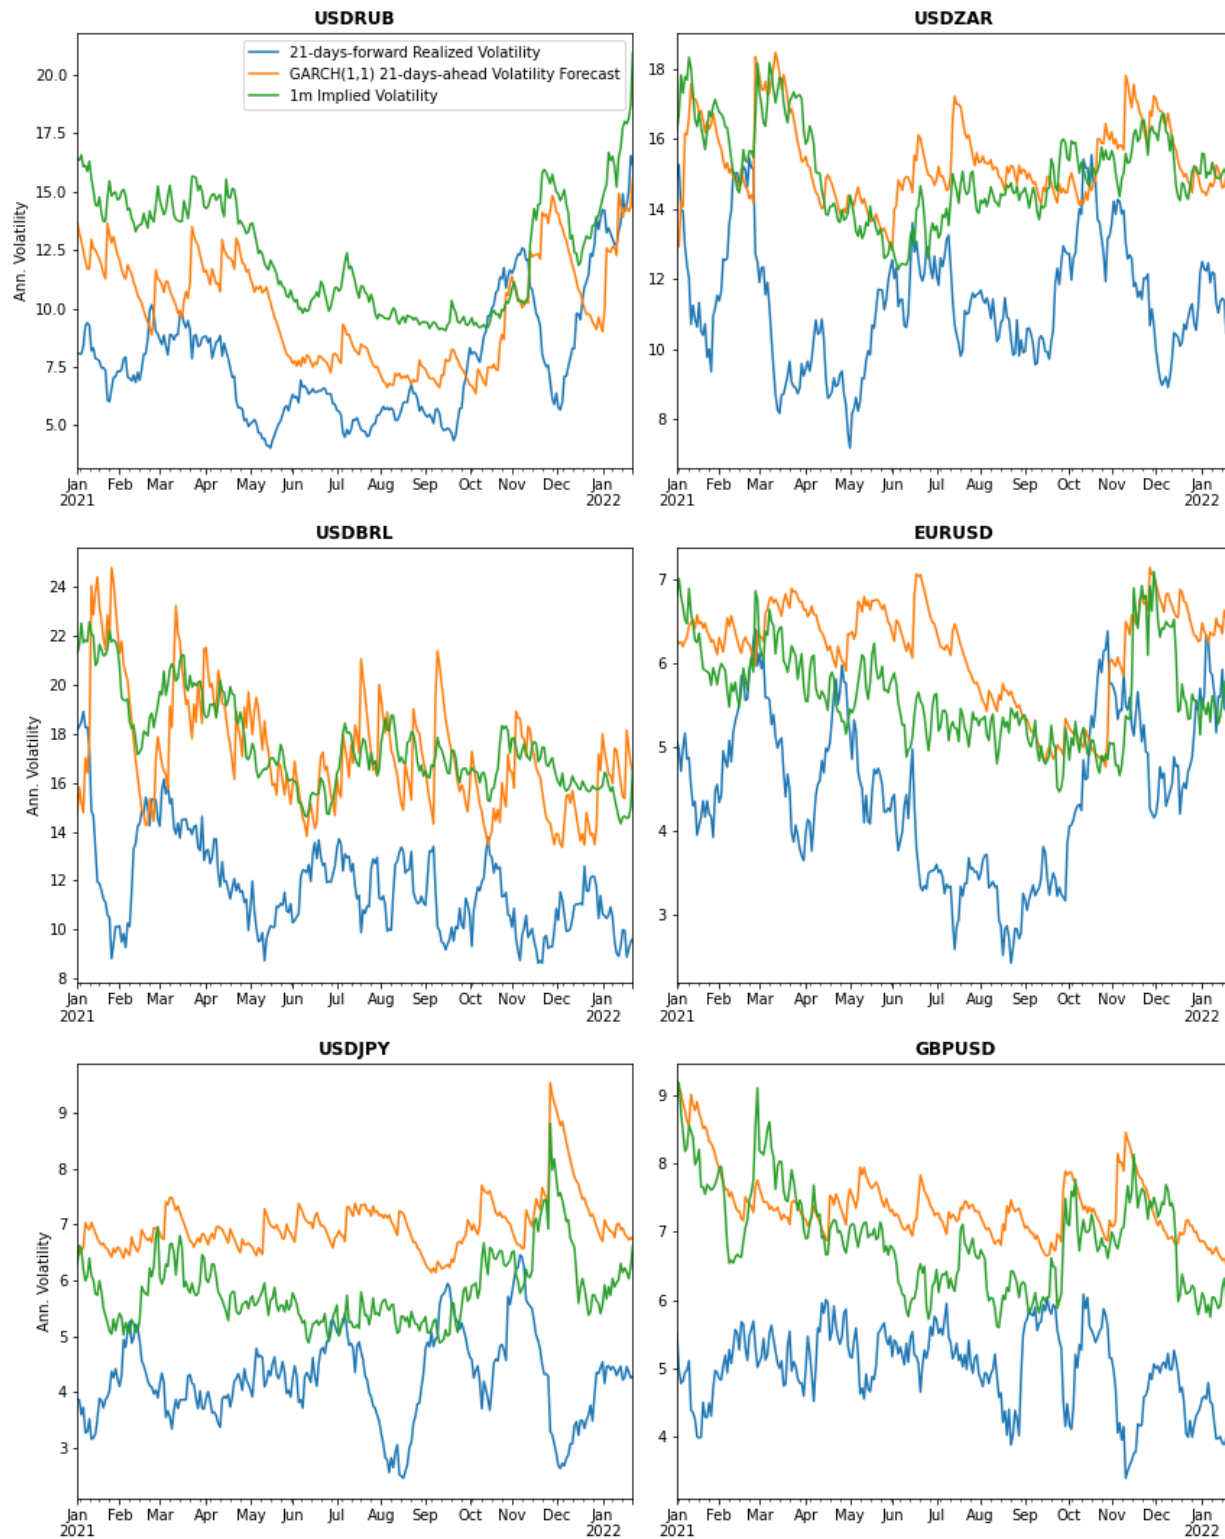 USDRUB
21-days-forward Realized Volatility
GARCH(1,1) 21-days-ahead Volatility Forecast
1m Implied Volatility
Ann. Volatility
20.0
17.5
15.0
12.5
10.0
7.5
5.0
Jan Feb Mar Apr May Jun Jul Aug Sep Oct Nov Dec Jan
2021 2022
USDZAR
18
16
14
12
10
8
Jan Feb Mar Apr May Jun Jul Aug Sep Oct Nov Dec Jan
2021 2022
USDBRL
Ann. Volatility
24
22
20
18
16
14
12
10
8
Jan Feb Mar Apr May Jun Jul Aug Sep Oct Nov Dec Jan
2021 2022
EURUSD
7
6
5
4
3
Jan Feb Mar Apr May Jun Jul Aug Sep Oct Nov Dec Jan
2021 2022
USDJPY
Ann. Volatility
9
8
7
6
5
4
3
Jan Feb Mar Apr May Jun Jul Aug Sep Oct Nov Dec Jan
2021 2022
GBPUSD
9
8
7
6
5
4
Jan Feb Mar Apr May Jun Jul Aug Sep Oct Nov Dec Jan
2021 2022